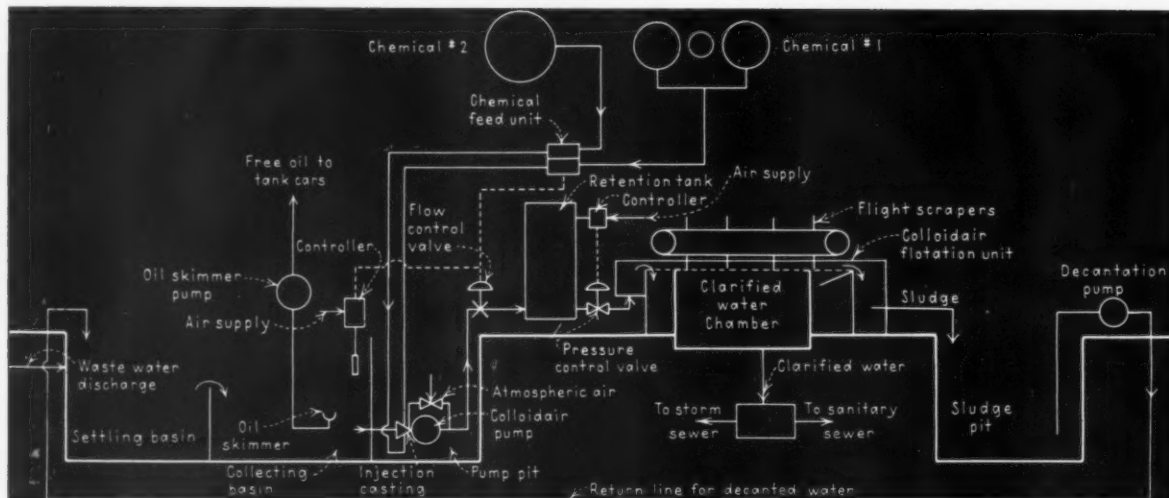 Chemical #2
Chemical #1
Chemical
feed unit
Free oil to
tank cars
Retention tank
Air supply
Controller
Flow
control
valve
Flight scrapers
Colloidair
flotation unit
Controller
Oil skimmer
pump
Decantation
pump
Clarified
water
Chamber
Sludge
Air supply
Pressure
control valve
Waste water
discharge
Clarified water
Atmospheric air
Colloidair
pump
To storm
sewer
To sanitary
sewer
Sludge
pit
Settling basin
Oil
skimmer
Collecting
basin
Injection
casting
Pump pit
Return line for decanted water